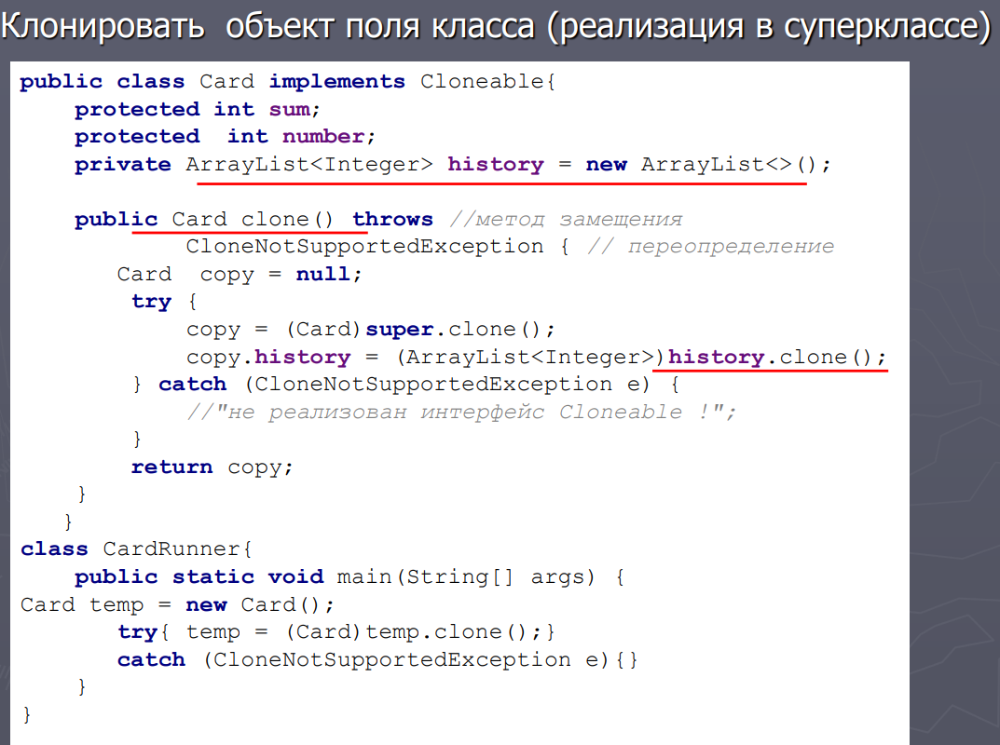 Клонировать объект поля класса (реализация в суперклассе)
public class Card implements Cloneable{
protected int sum;
protected int number;
private ArrayList<Integer> history = new ArrayList<>();
public Card clone() throws //метод замещения
CloneNotSupportedException { // переопределение
Card copy = null;
try {
copy = (Card)super.clone();
copy.history = (ArrayList<Integer>)history.clone();
} catch (CloneNotSupportedException e) {
//"не реализован интерфейс Cloneable !";
}
return copy;
}
}
class CardRunner{
public static void main(String[] args) {
Card temp = new Card();
try{ temp = (Card)temp.clone();}
catch (CloneNotSupportedException e){}
}
}